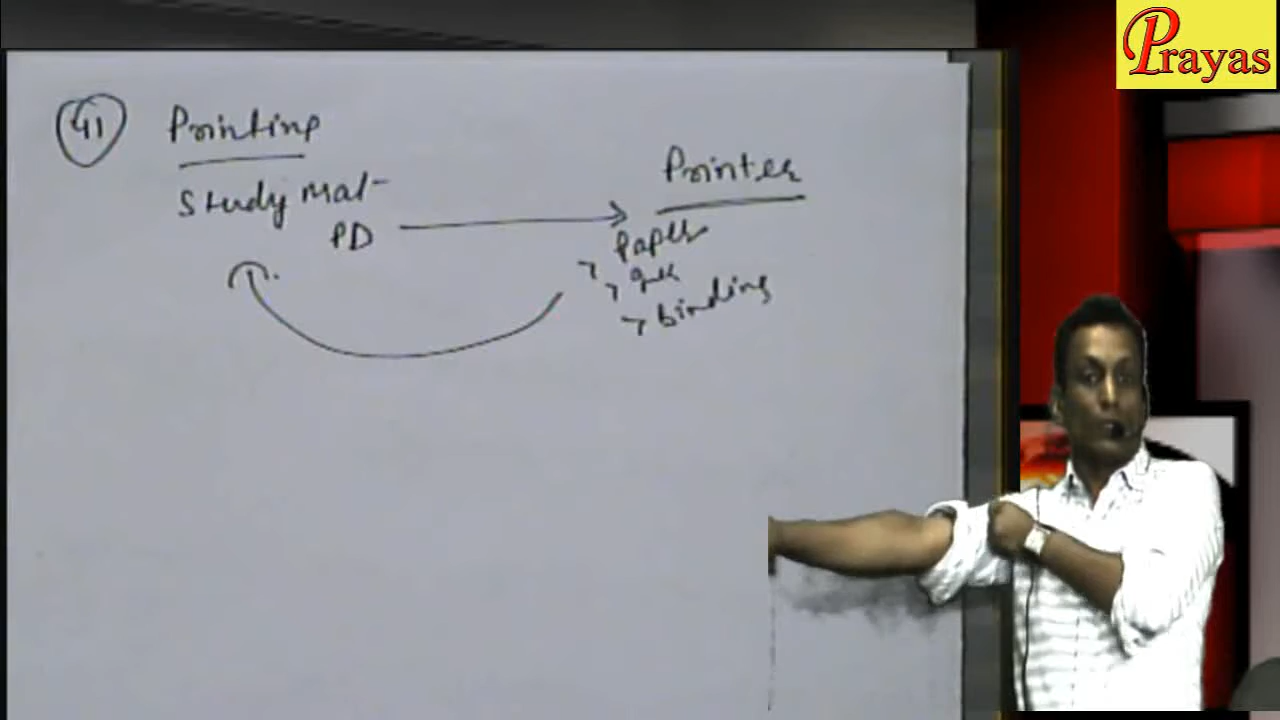 Prayas
41 Printing
Study Mat-
PD
Printer
Paper
binding